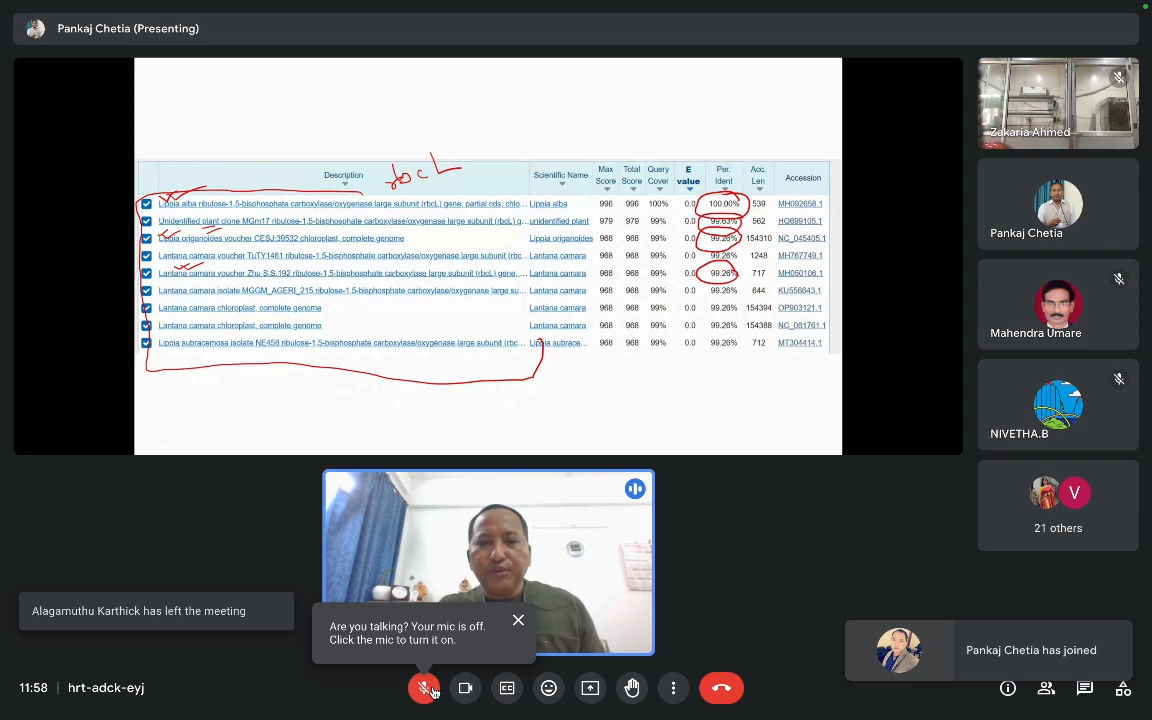 Pankaj Chetia (Presenting)
rbcL
Description Scientific Name Max Score Total Score Query Cover E value Per. Ident Acc. Len Accession
Lippia alba ribulose-1,5-bisphosphate carboxylase/oxygenase large subunit (rbcL) gene, partial cds; chlo... Lippia alba 996 996 100% 0.0 100.00% 539 MH092658.1
Unidentified plant clone MGm17 ribulose-1,5-bisphosphate carboxylase/oxygenase large subunit (rbcL) g... unidentified plant 979 979 99% 0.0 99.63% 562 HQ699105.1
Lippia origanoides voucher CESJ:39532 chloroplast, complete genome Lippia origanoides 968 968 99% 0.0 99.26% 154310 NC_045405.1
Lantana camara voucher TuTY1461 ribulose-1,5-bisphosphate carboxylase/oxygenase large subunit (rbc... Lantana camara 968 968 99% 0.0 99.26% 1248 MH767749.1
Lantana camara voucher Zhu S.S.192 ribulose-1,5-bisphosphate carboxylase large subunit (rbcL) gene,... Lantana camara 968 968 99% 0.0 99.26% 717 MH050106.1
Lantana camara isolate MGGM_AGERI_215 ribulose-1,5-bisphosphate carboxylase/oxygenase large su... Lantana camara 968 968 99% 0.0 99.26% 644 KU556643.1
Lantana camara chloroplast, complete genome Lantana camara 968 968 99% 0.0 99.26% 154394 OP903121.1
Lantana camara chloroplast, complete genome Lantana camara 968 968 99% 0.0 99.26% 154388 NC_061761.1
Lippia subracemosa isolate NE458 ribulose-1,5-bisphosphate carboxylase/oxygenase large subunit (rbc... Lippia subrace... 968 968 99% 0.0 99.26% 712 MT304414.1
Zakaria Ahmed
Pankaj Chetia
Mahendra Umare
NIVETHA.B
V
21 others
Alagamuthu Karthick has left the meeting
Are you talking? Your mic is off.
Click the mic to turn it on.
Pankaj Chetia has joined
11:58 | hrt-adck-eyj